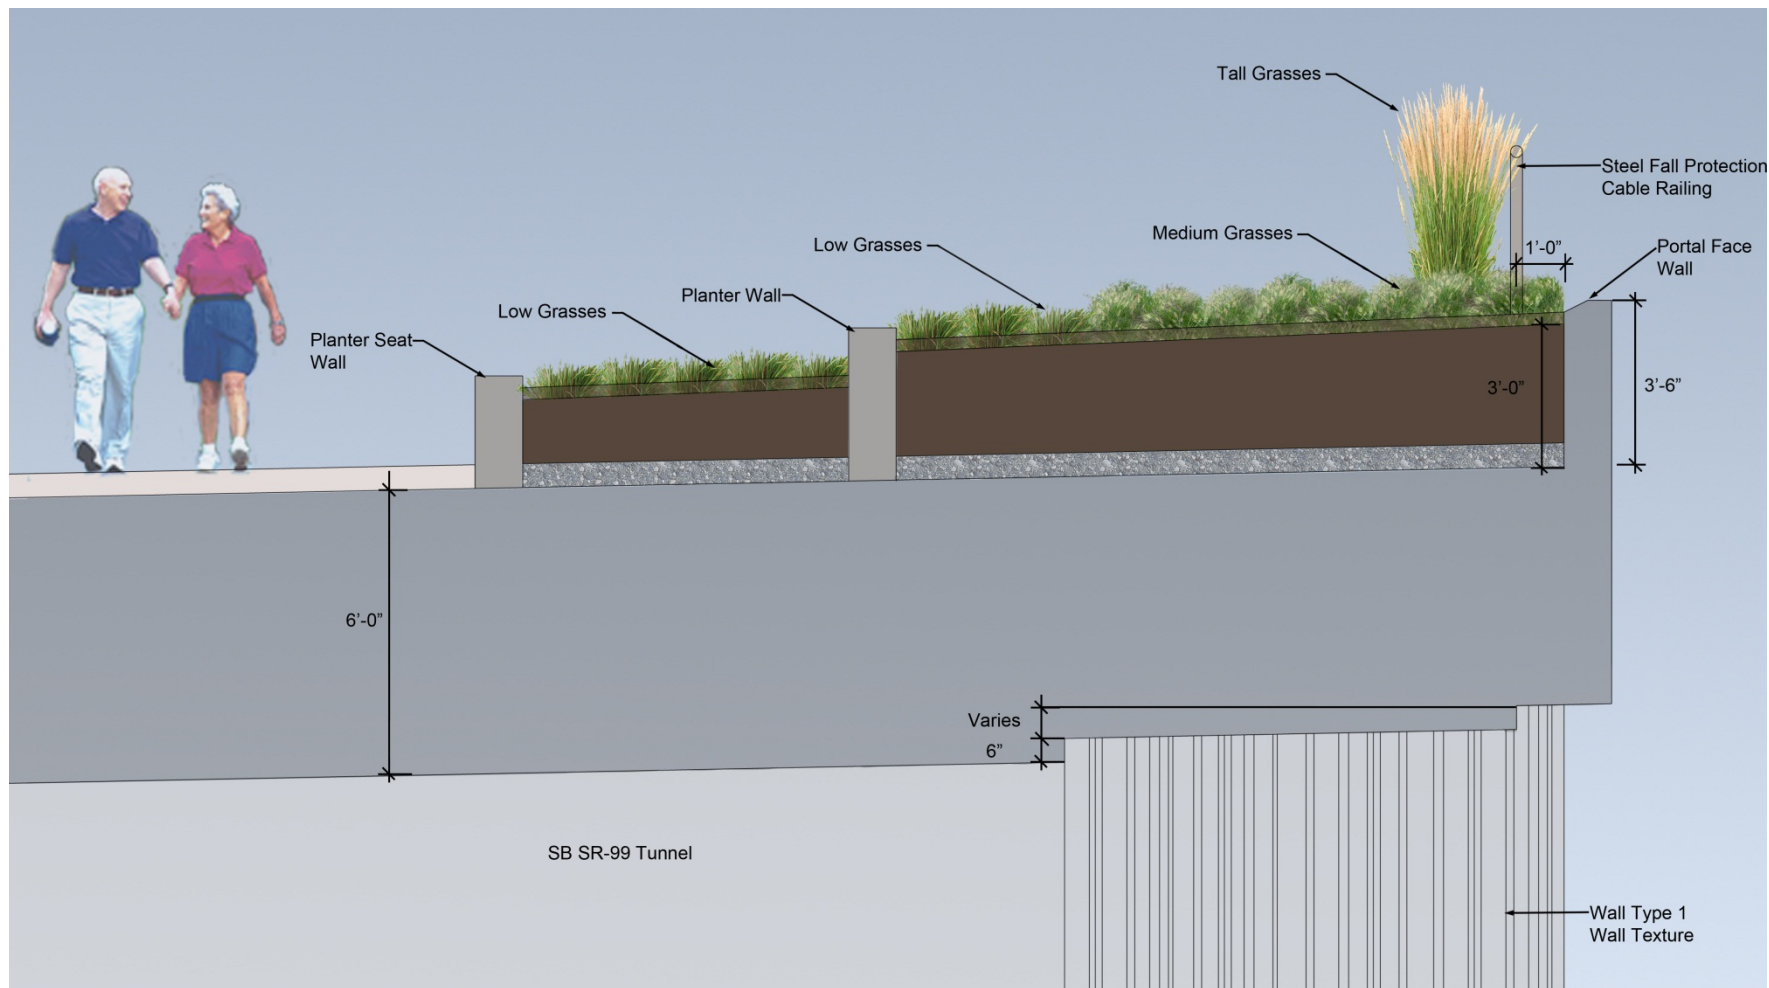 Tall Grasses
Steel Fall Protection
Cable Railing
Low Grasses
Medium Grasses
1’-0”
Portal Face
Wall
Planter Wall
Low Grasses
Planter Seat
Wall
3’-0”
3’-6”
6’-0”
Varies
6”
SB SR-99 Tunnel
Wall Type 1
Wall Texture